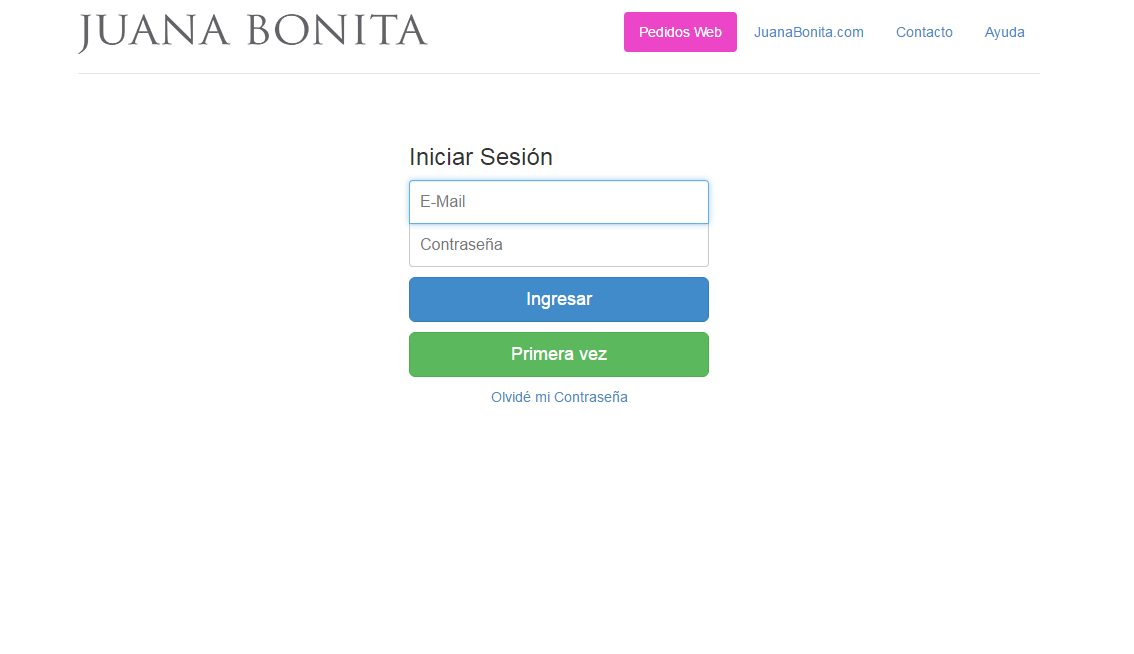 JUANA BONITA
Pedidos Web
JuanaBonita.com
Contacto
Ayuda
Iniciar Sesión
E-Mail
Contraseña
Ingresar
Primera vez
Olvidé mi Contraseña